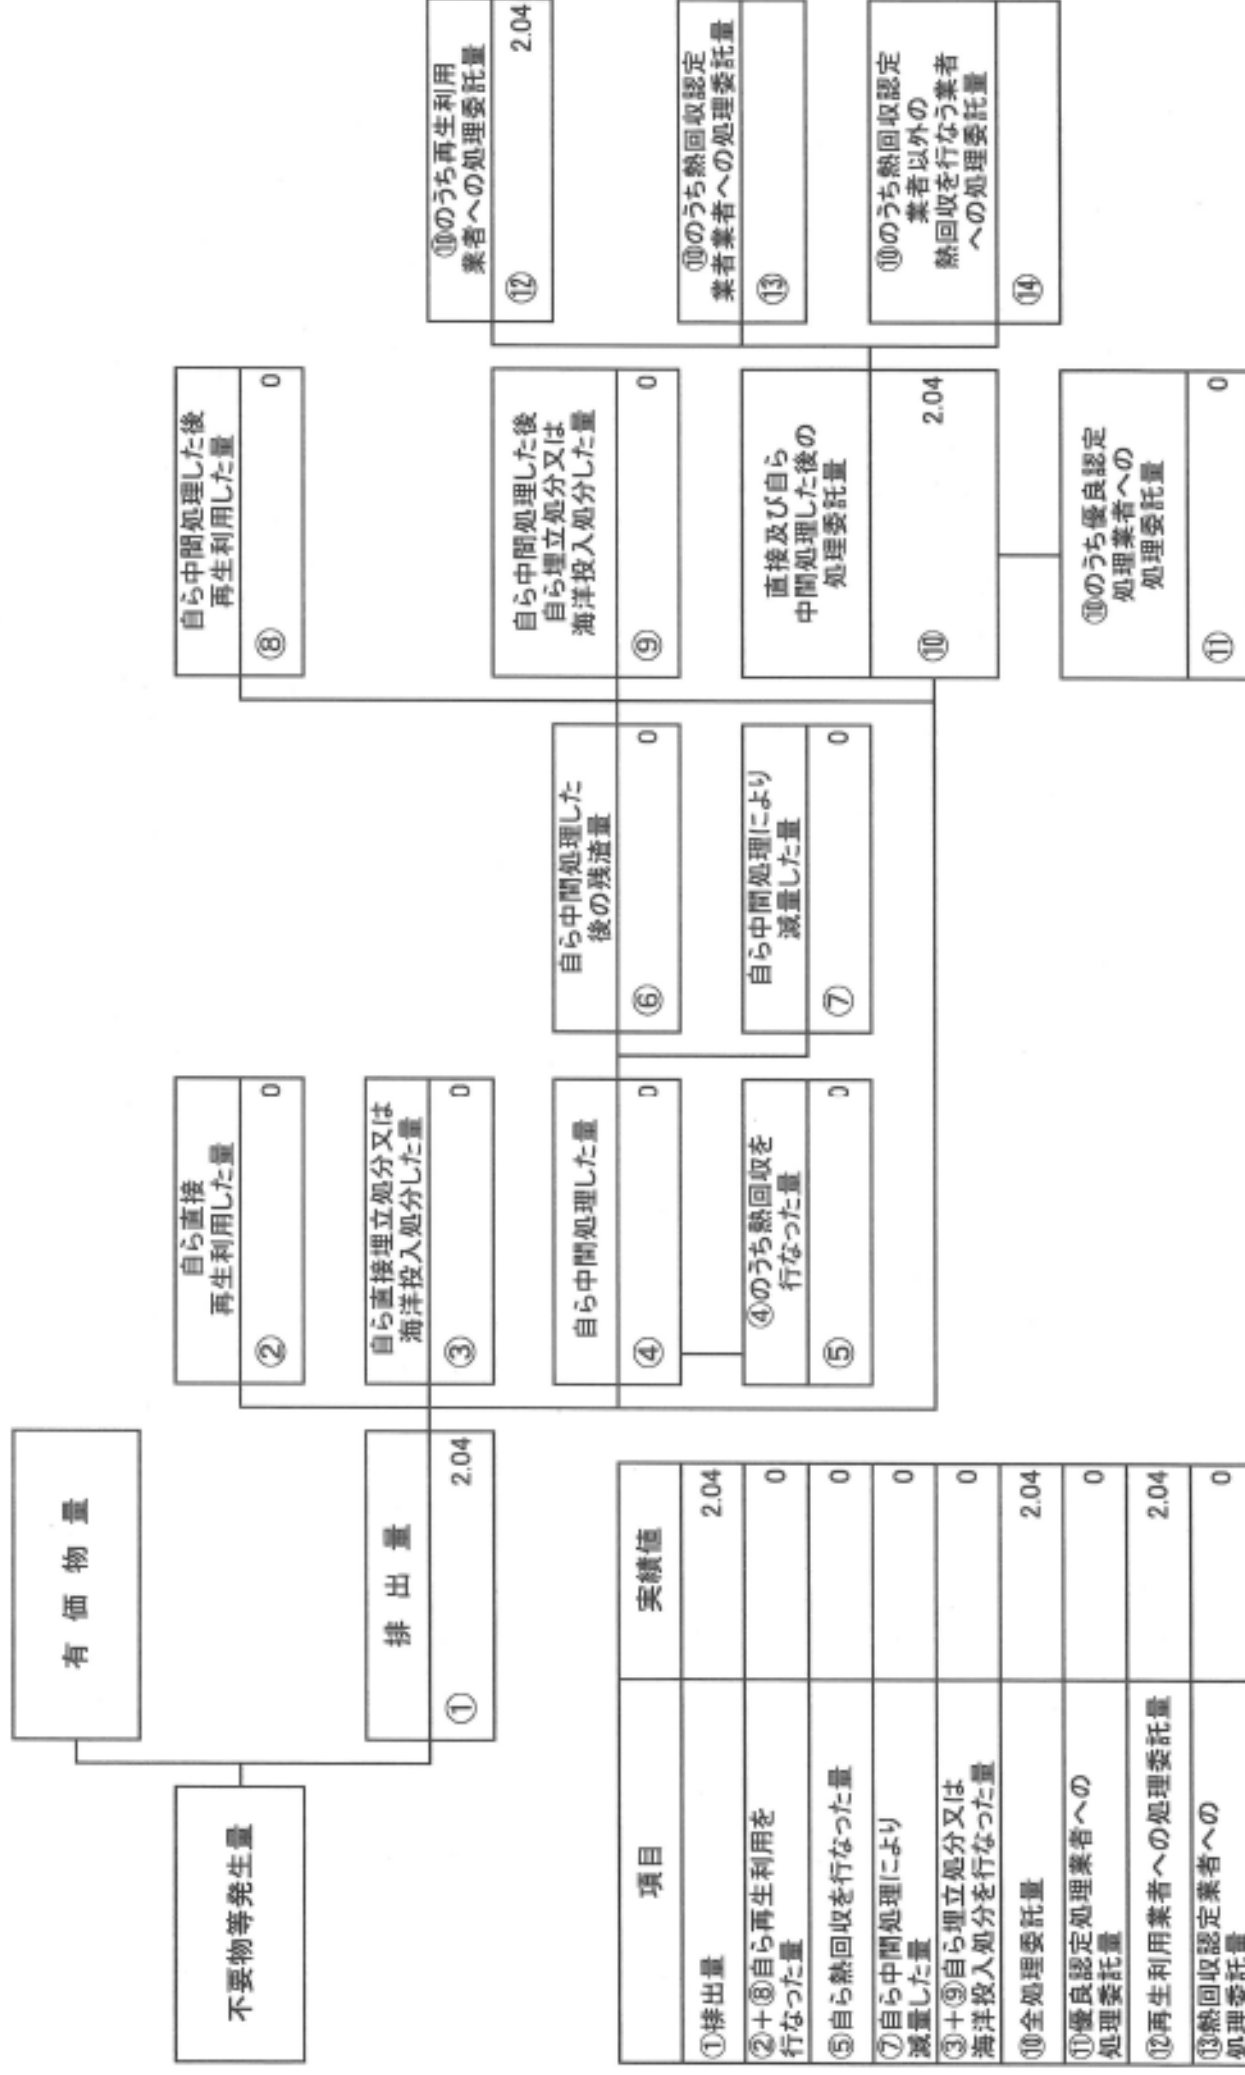 有価物量
不要物等発生量
排出量
① 2.04
自ら直接
再生利用した量
② 0
自ら直接埋立処分又は
海洋投入処分した量
③ 0
自ら中間処理した量
④ 0
④のうち熱回収を
行なった量
⑤ 0
自ら中間処理した
後の残渣量
⑥ 0
自ら中間処理により
減量した量
⑦ 0
自ら中間処理した後
再生利用した量
⑧ 0
自ら中間処理した後
自ら埋立処分又は
海洋投入処分した量
⑨ 0
直接及び自ら
中間処理した後の
処理委託量
⑩ 2.04
⑩のうち優良認定
処理業者への
処理委託量
⑪ 0
⑩のうち再生利用
業者への処理委託量
⑫ 2.04
⑩のうち熱回収認定
業者業者への処理委託量
⑬
⑩のうち熱回収認定
業者以外の
熱回収を行なう業者
への処理委託量
⑭
項目 実績値
①排出量 2.04
②+⑧自ら再生利用を
行なった量 0
⑤自ら熱回収を行なった量 0
⑦自ら中間処理により
減量した量 0
③+⑨自ら埋立処分又は
海洋投入処分を行なった量 0
⑩全処理委託量 2.04
⑪優良認定処理業者への
処理委託量 0
⑫再生利用業者への処理委託量 2.04
⑬熱回収認定業者への
処理委託量 0